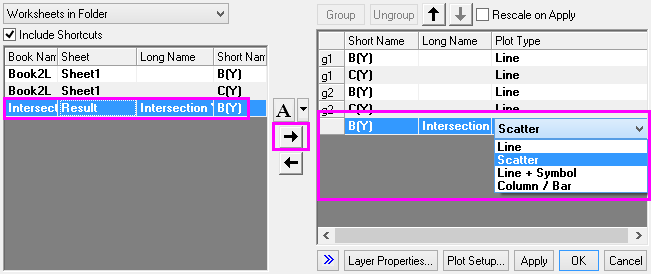 Worksheets in Folder
Include Shortcuts
Book Name Sheet Long Name Short Nam
Book2L Sheet1 B(Y)
Book2L Sheet1 C(Y)
Intersect Result Intersection Y B(Y)
A
Group Ungroup Rescale on Apply
Short Name Long Name Plot Type
g1 B(Y) Line
g1 C(Y) Line
g2 B(Y) Line
g2 C(Y) Line
B(Y) Intersection Scatter
Line
Scatter
Line + Symbol
Column / Bar
Layer Properties... Plot Setup... Apply OK Cancel